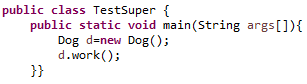 public class TestSuper {
    public static void main(String args[]){
        Dog d=new Dog();
        d.work();
    }}